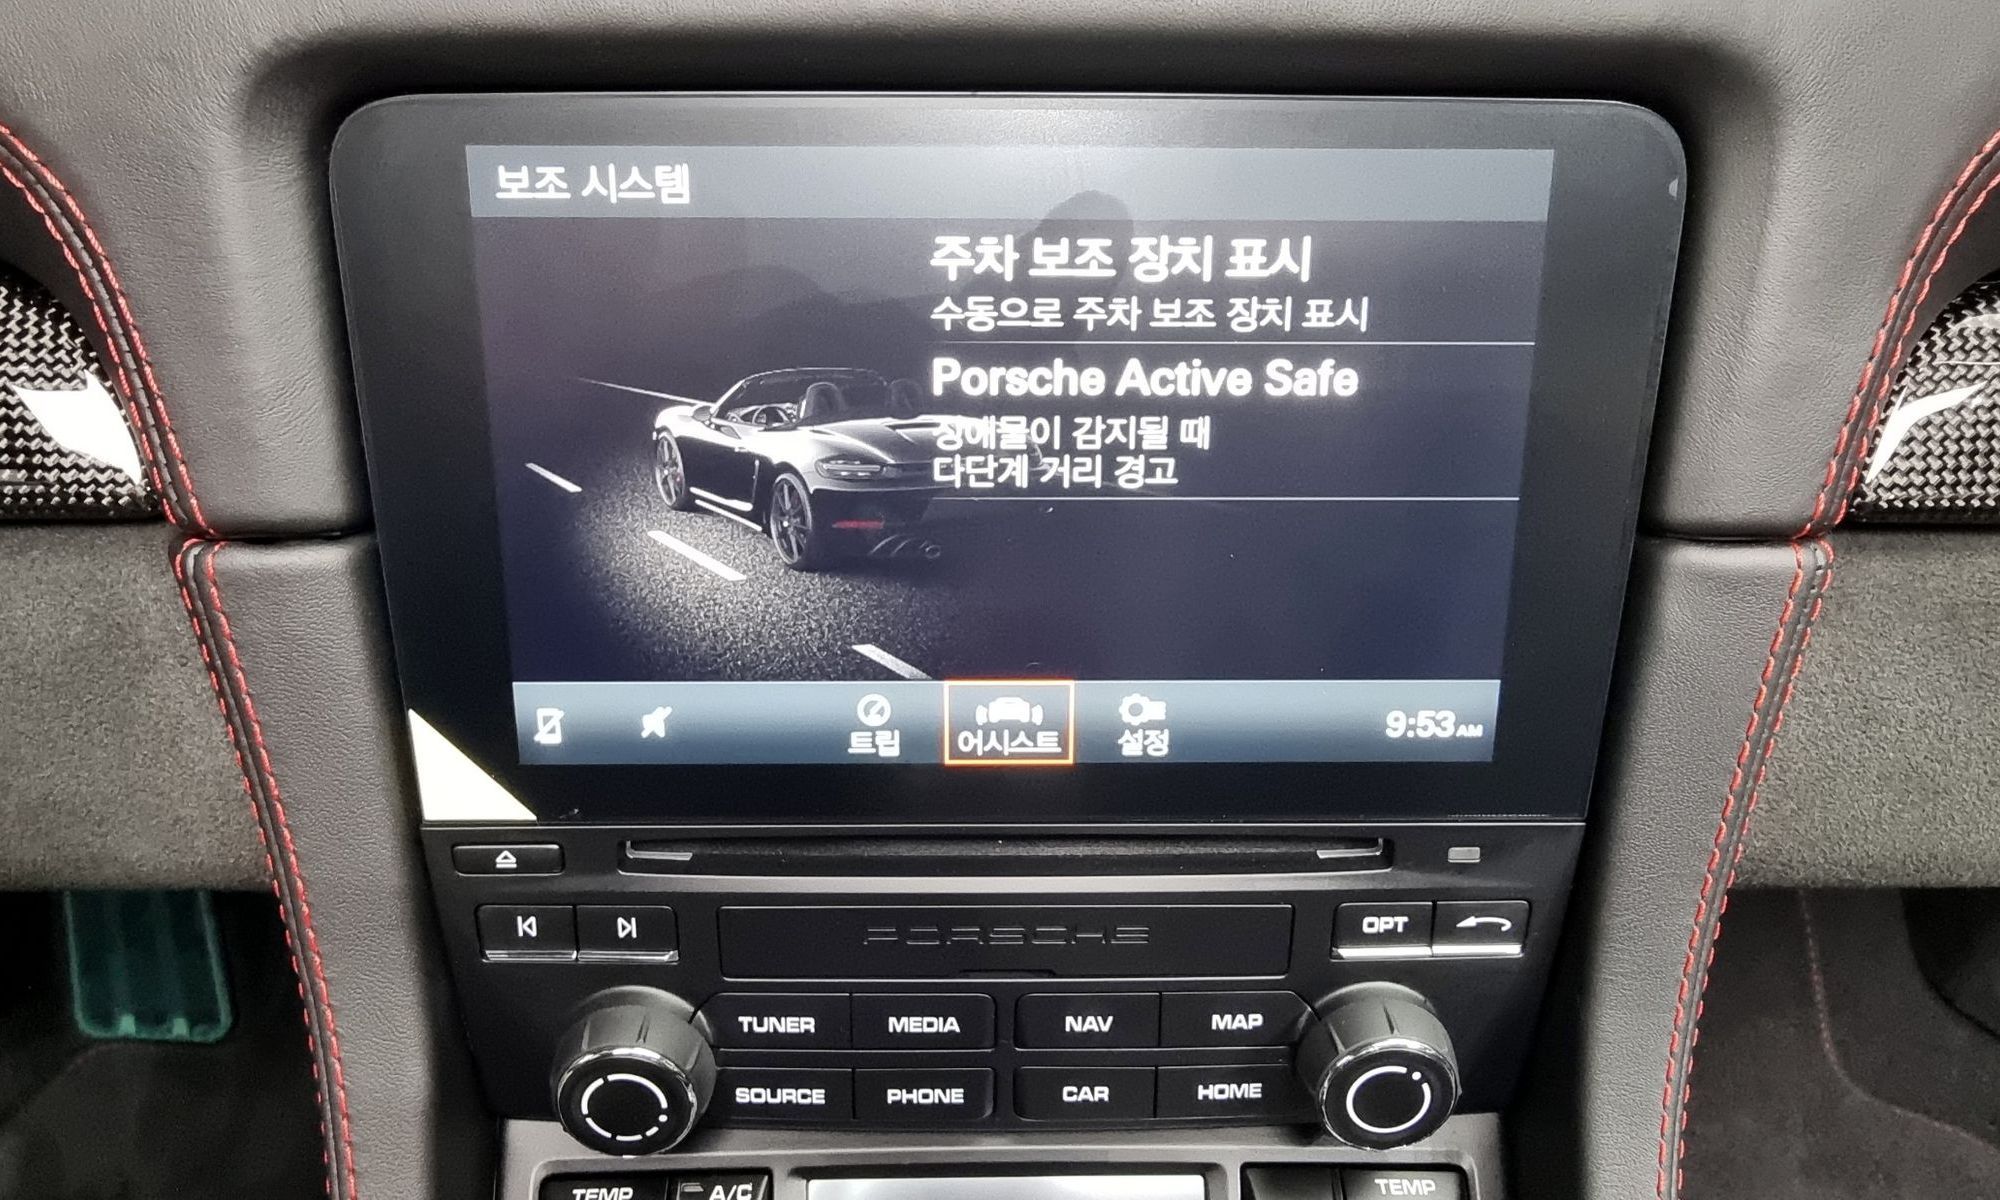 보조 시스템
주차 보조 장치 표시
수동으로 주차 보조 장치 표시
Porsche Active Safe
장애물이 감지될 때
다단계 거리 경고
트립
어시스트
설정
9:53AM
OPT
PORSCHE
TUNER
MEDIA
NAV
MAP
SOURCE
PHONE
CAR
HOME
TEMP
A/C
TEMP